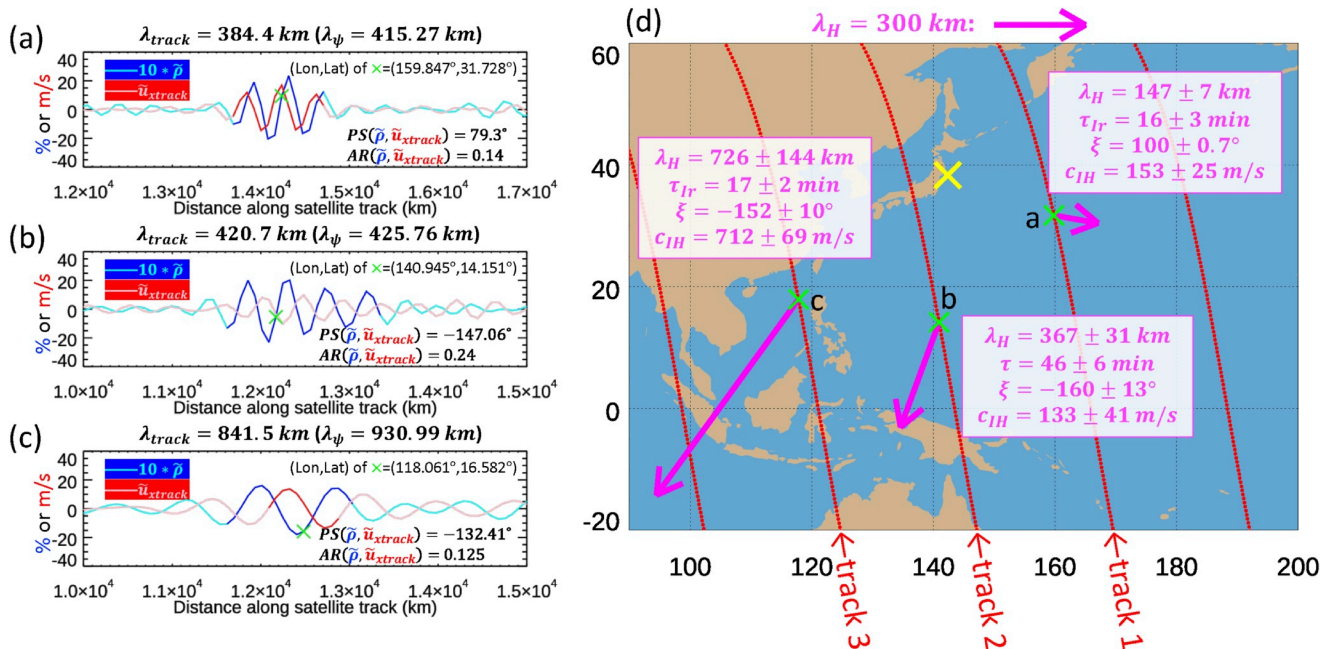 (a)
λtrack = 384.4 km (λψ = 415.27 km)
10 * ρ̃
ũxtrack
(Lon,Lat) of ×=(159.847°,31.728°)
PS(ρ̃, ũxtrack) = 79.3°
AR(ρ̃, ũxtrack) = 0.14
% or m/s
40
20
0
-20
-40
1.2×10⁴ 1.3×10⁴ 1.4×10⁴ 1.5×10⁴ 1.6×10⁴ 1.7×10⁴
Distance along satellite track (km)
(b)
λtrack = 420.7 km (λψ = 425.76 km)
10 * ρ̃
ũxtrack
(Lon,Lat) of ×=(140.945°,14.151°)
PS(ρ̃, ũxtrack) = −147.06°
AR(ρ̃, ũxtrack) = 0.24
% or m/s
40
20
0
-20
-40
1.0×10⁴ 1.1×10⁴ 1.2×10⁴ 1.3×10⁴ 1.4×10⁴ 1.5×10⁴
Distance along satellite track (km)
(c)
λtrack = 841.5 km (λψ = 930.99 km)
10 * ρ̃
ũxtrack
(Lon,Lat) of ×=(118.061°,16.582°)
PS(ρ̃, ũxtrack) = −132.41°
AR(ρ̃, ũxtrack) = 0.125
% or m/s
40
20
0
-20
-40
1.0×10⁴ 1.1×10⁴ 1.2×10⁴ 1.3×10⁴ 1.4×10⁴ 1.5×10⁴
Distance along satellite track (km)
(d)
λH = 300 km:
60
40
20
0
-20
λH = 147 ± 7 km
τIr = 16 ± 3 min
ξ = 100 ± 0.7°
cIH = 153 ± 25 m/s
λH = 726 ± 144 km
τIr = 17 ± 2 min
ξ = −152 ± 10°
cIH = 712 ± 69 m/s
a
b
c
λH = 367 ± 31 km
τ = 46 ± 6 min
ξ = −160 ± 13°
cIH = 133 ± 41 m/s
100 120 140 160 180 200
←track 3
←track 2
←track 1